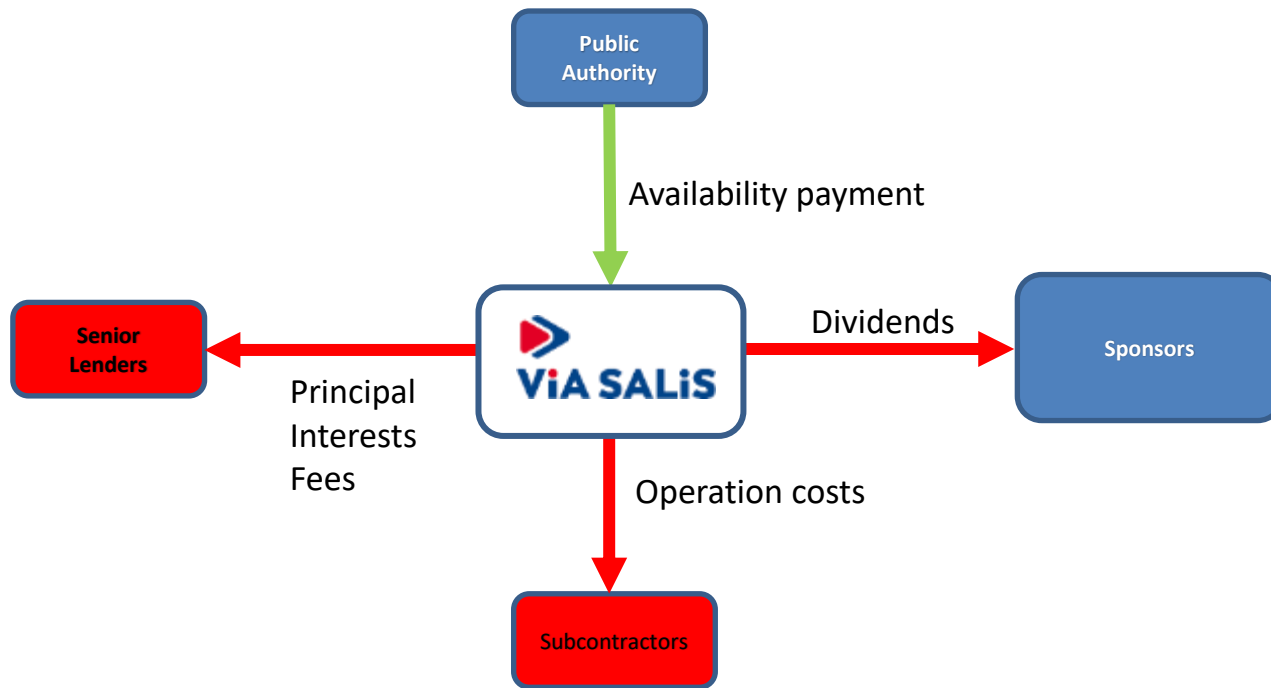 Public
Authority
Availability payment
Senior
Lenders
ViA SALiS
Dividends
Sponsors
Principal
Interests
Fees
Operation costs
Subcontractors